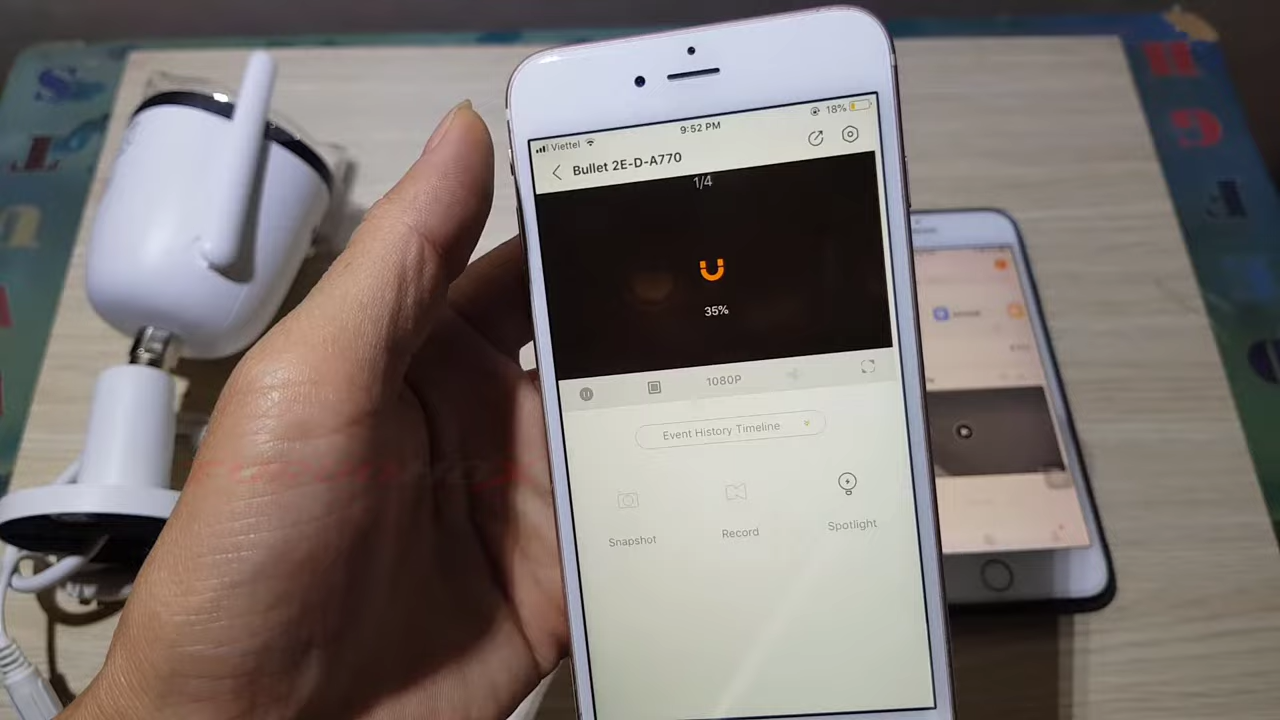 Viettel
9:52 PM
18%
Bullet 2E-D-A770
1/4
35%
1080P
Event History Timeline
Snapshot
Record
Spotlight